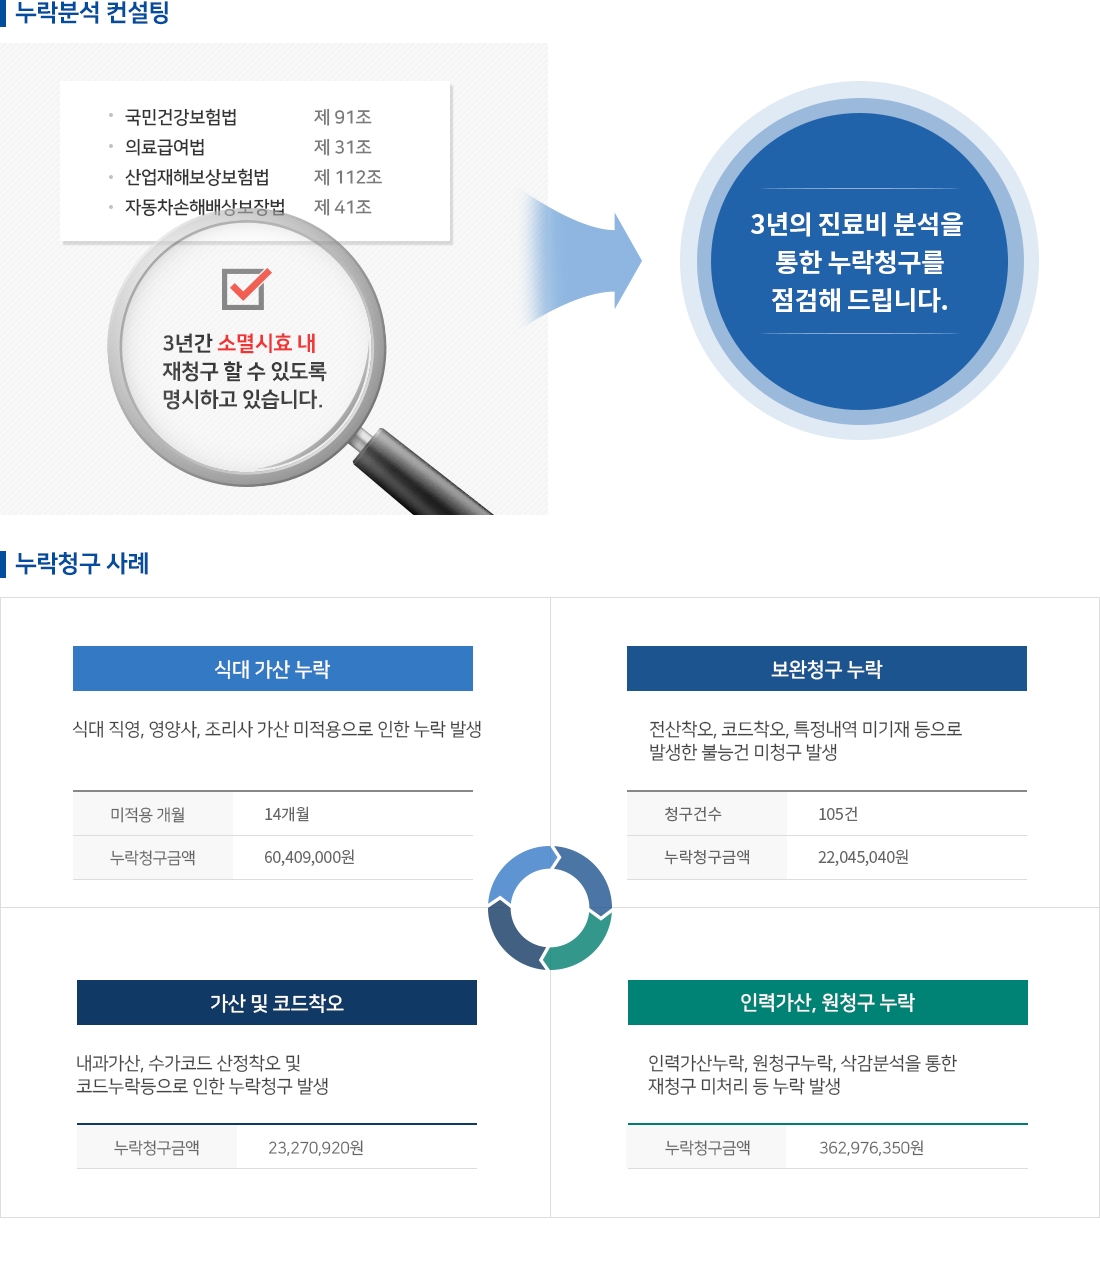 누락분석 컨설팅
국민건강보험법 제 91조
의료급여법 제 31조
산업재해보상보험법 제 112조
자동차손해배상보장법 제 41조
3년간 소멸시효 내
재청구 할 수 있도록
명시하고 있습니다.
3년의 진료비 분석을
통한 누락청구를
점검해 드립니다.
누락청구 사례
식대 가산 누락
식대 직영, 영양사, 조리사 가산 미적용으로 인한 누락 발생
미적용 개월 14개월
누락청구금액 60,409,000원
보완청구 누락
전산착오, 코드착오, 특정내역 미기재 등으로
발생한 불능건 미청구 발생
청구건수 105건
누락청구금액 22,045,040원
가산 및 코드착오
내과가산, 수가코드 산정착오 및
코드누락등으로 인한 누락청구 발생
누락청구금액 23,270,920원
인력가산, 원청구 누락
인력가산누락, 원청구누락, 삭감분석을 통한
재청구 미처리 등 누락 발생
누락청구금액 362,976,350원